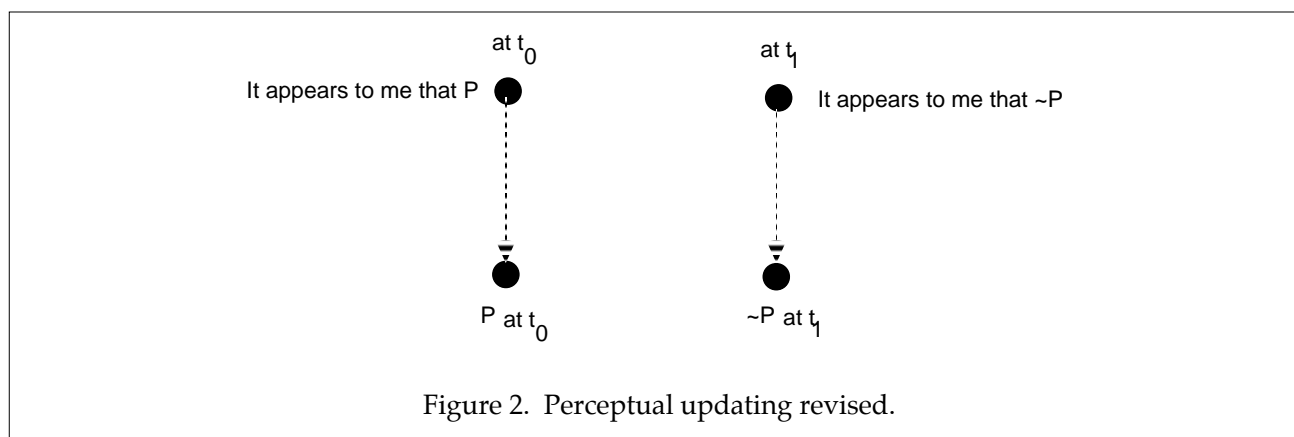 at t0
at t1
It appears to me that P
It appears to me that ~P
P at t0
~P at t1
Figure 2. Perceptual updating revised.